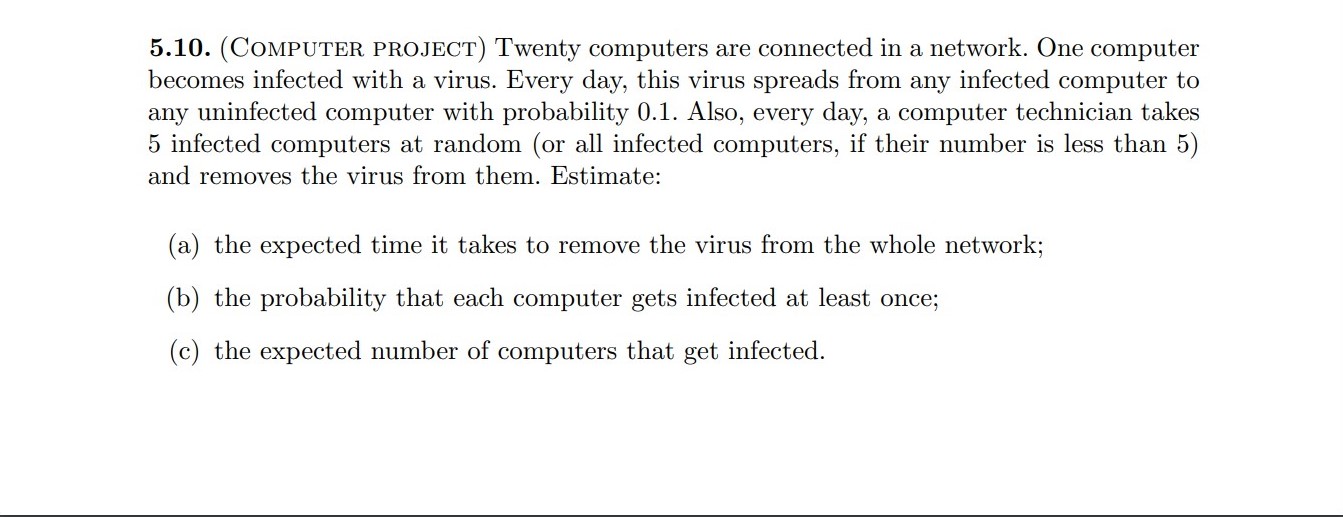 5.10. (COMPUTER PROJECT) Twenty computers are connected in a network. One computer
becomes infected with a virus. Every day, this virus spreads from any infected computer to
any uninfected computer with probability 0.1. Also, every day, a computer technician takes
5 infected computers at random (or all infected computers, if their number is less than 5)
and removes the virus from them. Estimate:
(a) the expected time it takes to remove the virus from the whole network;
(b) the probability that each computer gets infected at least once;
(c) the expected number of computers that get infected.